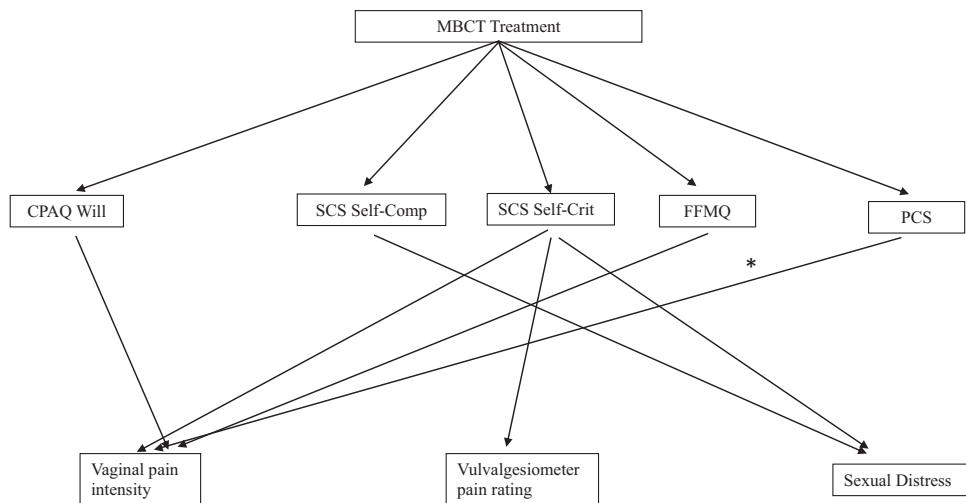 MBCT Treatment
CPAQ Will
SCS Self-Comp
SCS Self-Crit
FFMQ
PCS
*
Vaginal pain
intensity
Vulvalgesiometer
pain rating
Sexual Distress